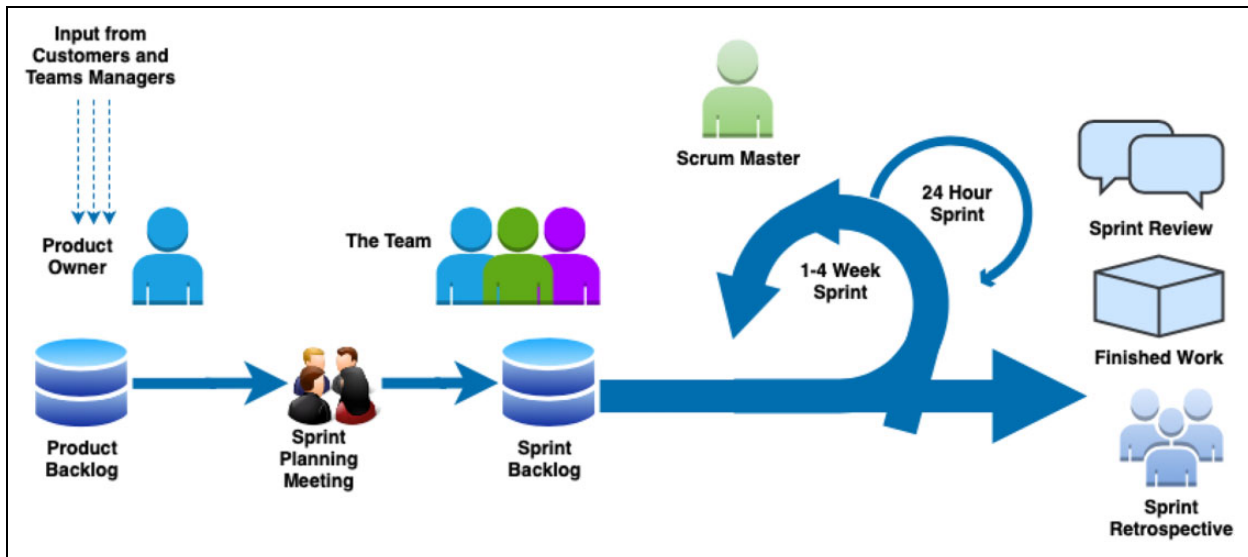 Input from
Customers and
Teams Managers
Product
Owner
The Team
Scrum Master
24 Hour
Sprint
1-4 Week
Sprint
Sprint Review
Finished Work
Product
Backlog
Sprint
Planning
Meeting
Sprint
Backlog
Sprint
Retrospective